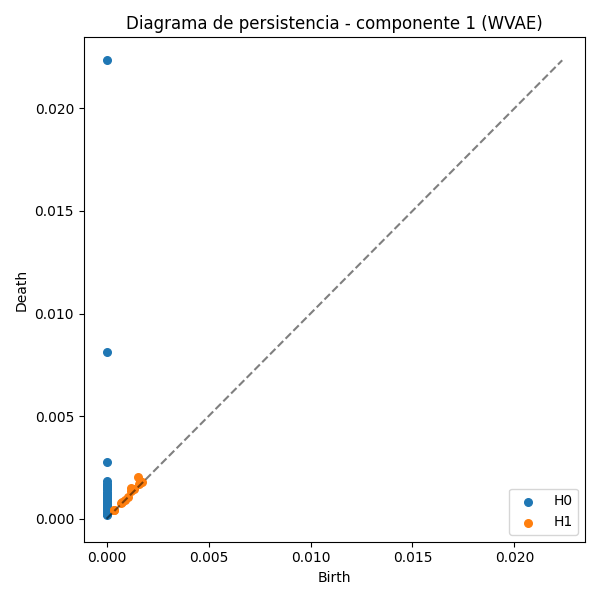 Diagrama de persistencia - componente 1 (WVAE)
Death
0.020
0.015
0.010
0.005
0.000
0.000 0.005 0.010 0.015 0.020
Birth
H0
H1